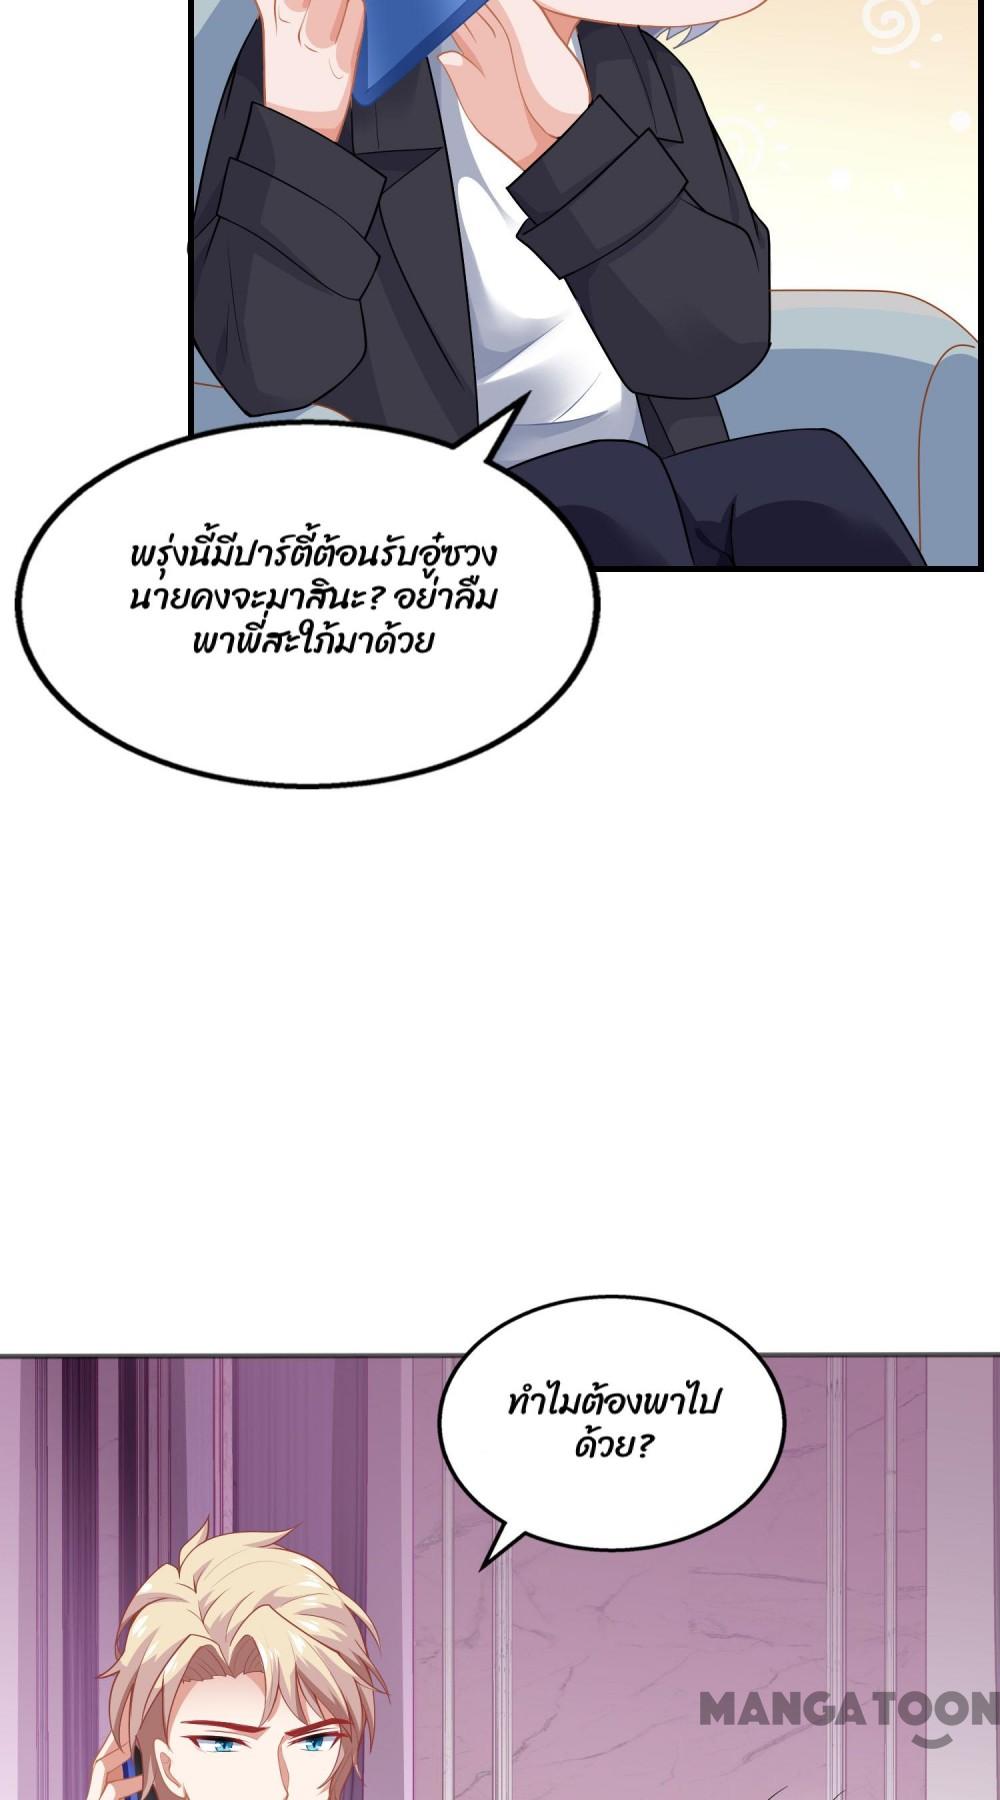 พรุ่งนี้มีปาร์ตี้ต้อนรับอู๋ซวง
นายคงจะมาสินะ? อย่าลืม
พาพี่สะใภ้มาด้วย
ทำไมต้องพาไป
ด้วย?
MANGATOON